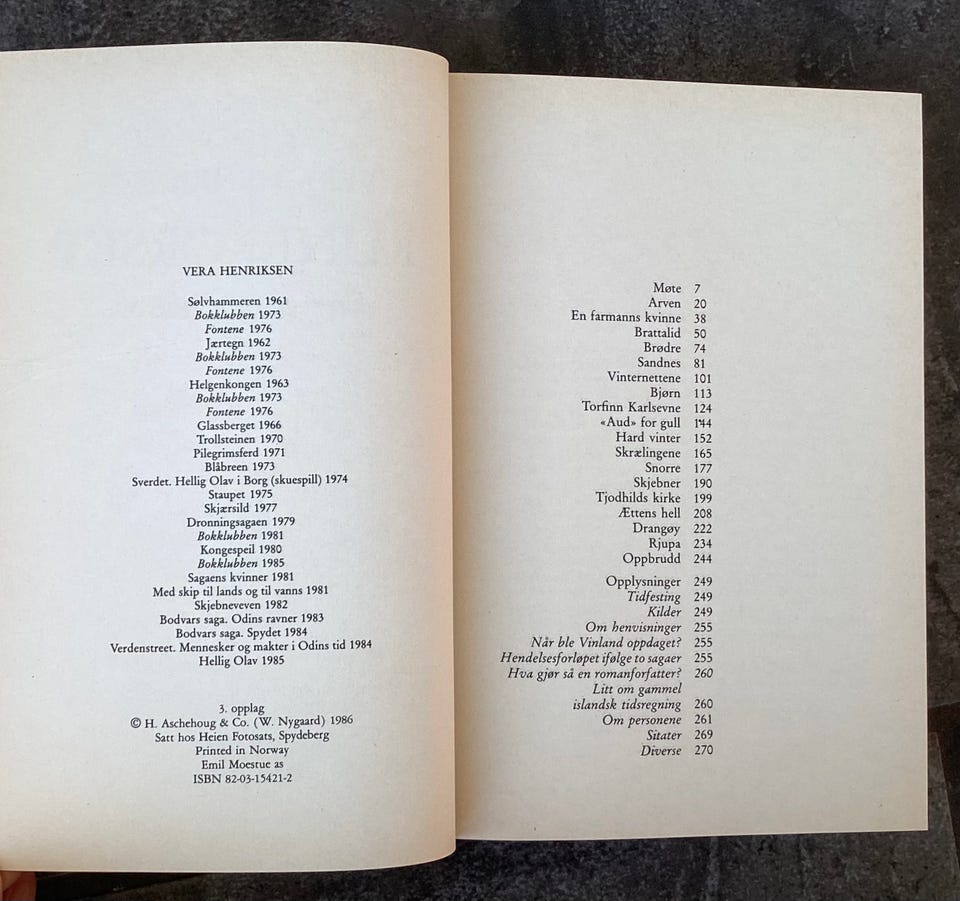 VERA HENRIKSEN
Sølvhammeren 1961
Bokklubben 1973
Fontene 1976
Jærtegn 1962
Bokklubben 1973
Fontene 1976
Helgenkongen 1963
Bokklubben 1973
Fontene 1976
Glassberget 1966
Trollsteinen 1970
Pilegrimsferd 1971
Blåbreen 1973
Sverdet. Hellig Olav i Borg (skuespill) 1974
Staupet 1975
Skjærsild 1977
Dronningsagaen 1979
Bokklubben 1981
Kongespeil 1980
Bokklubben 1985
Sagaens kvinner 1981
Med skip til lands og til vanns 1981
Skjebneveven 1982
Bodvars saga. Odins ravner 1983
Bodvars saga. Spydet 1984
Verdenstreet. Mennesker og makter i Odins tid 1984
Hellig Olav 1985
3. opplag
© H. Aschehoug & Co. (W. Nygaard) 1986
Satt hos Heien Fotosats, Spydeberg
Printed in Norway
Emil Moestue as
ISBN 82-03-15421-2
Møte 7
Arven 20
En farmanns kvinne 38
Brattalid 50
Brødre 74
Sandnes 81
Vinternettene 101
Bjørn 113
Torfinn Karlsevne 124
«Aud» for gull 144
Hard vinter 152
Skrælingene 165
Snorre 177
Skjebner 190
Tjodhilds kirke 199
Ættens hell 208
Drangøy 222
Rjupa 234
Oppbrudd 244
Opplysninger 249
Tidfesting 249
Kilder 249
Om henvisninger 255
Når ble Vinland oppdaget? 255
Hendelsesforløpet ifølge to sagaer 255
Hva gjør så en romanforfatter? 260
Litt om gammel
islandsk tidsregning 260
Om personene 261
Sitater 269
Diverse 270